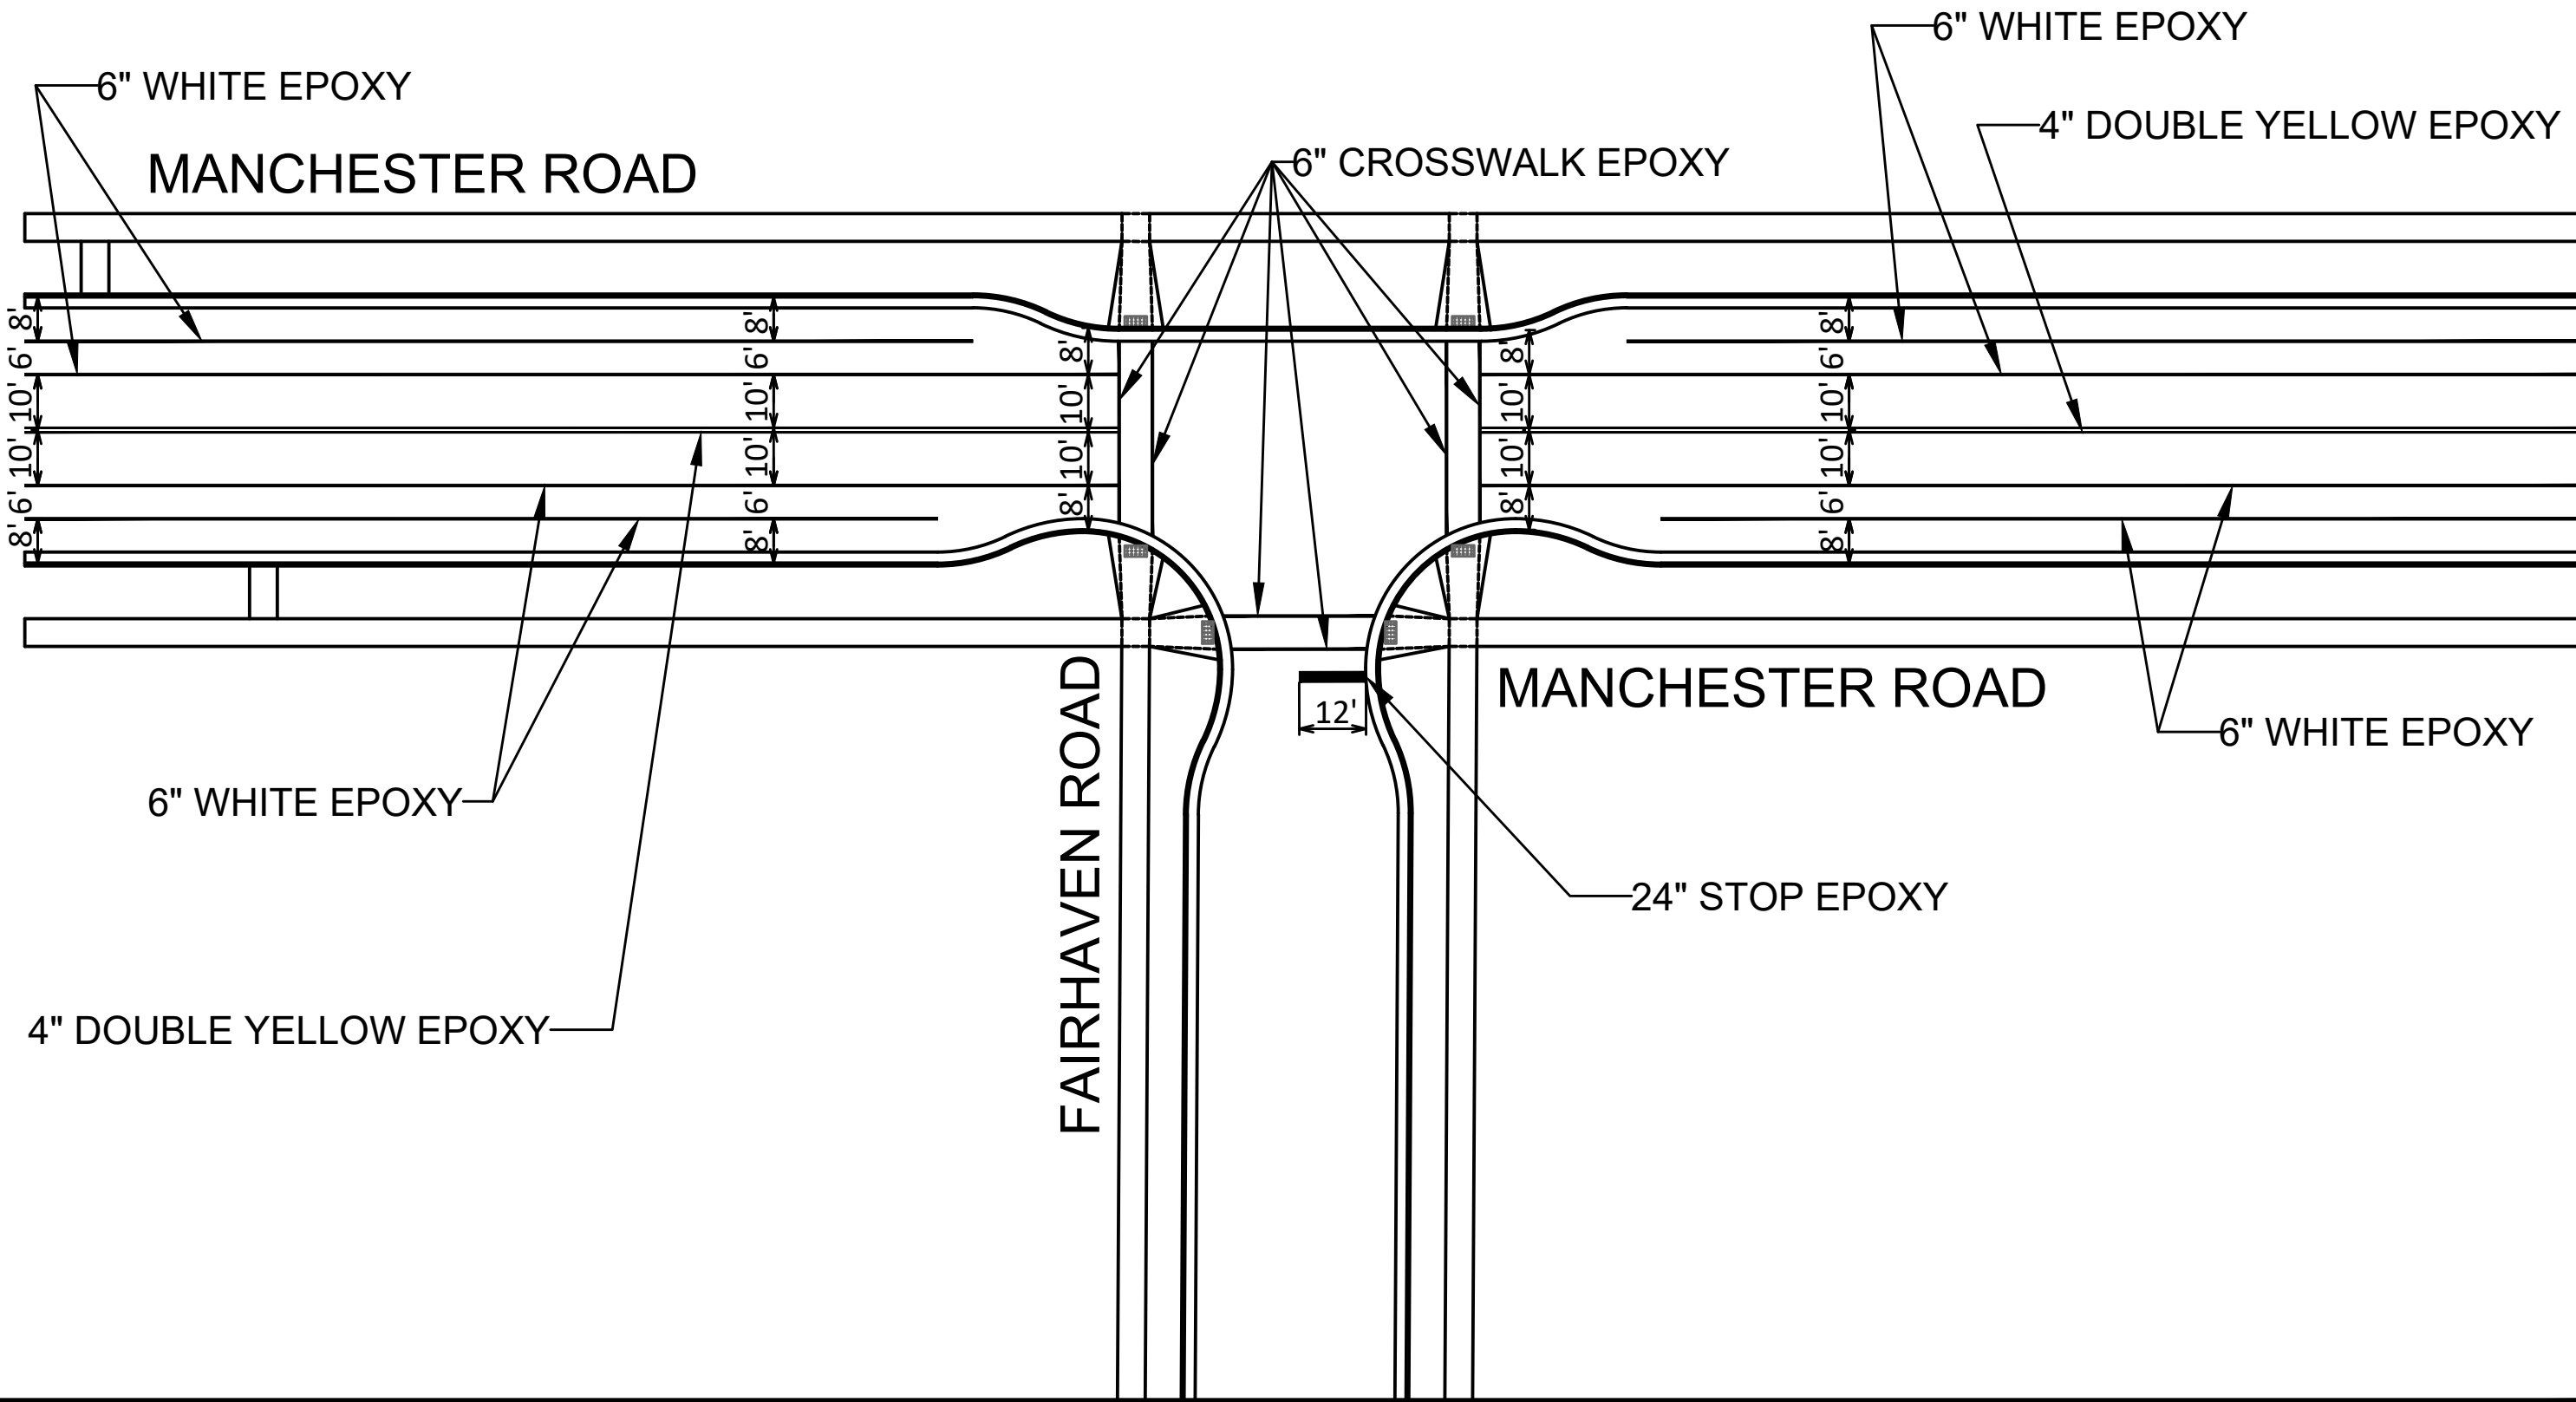 6" WHITE EPOXY
6" WHITE EPOXY
4" DOUBLE YELLOW EPOXY
6" CROSSWALK EPOXY
MANCHESTER ROAD
8'
6'
10'
10'
6'
8'
8'
6'
10'
10'
6'
8'
8'
10'
10'
8'
8'
10'
10'
8'
8'
6'
10'
10'
6'
8'
MANCHESTER ROAD
12'
6" WHITE EPOXY
6" WHITE EPOXY
FAIRHAVEN ROAD
24" STOP EPOXY
4" DOUBLE YELLOW EPOXY